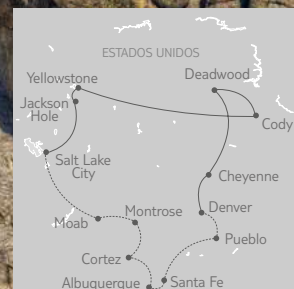 ESTADOS UNIDOS
Yellowstone
Deadwood
Jackson
Hole
Cody
Salt Lake
City
Cheyenne
Denver
Moab
Montrose
Pueblo
Cortez
Albuquerque
Santa Fe